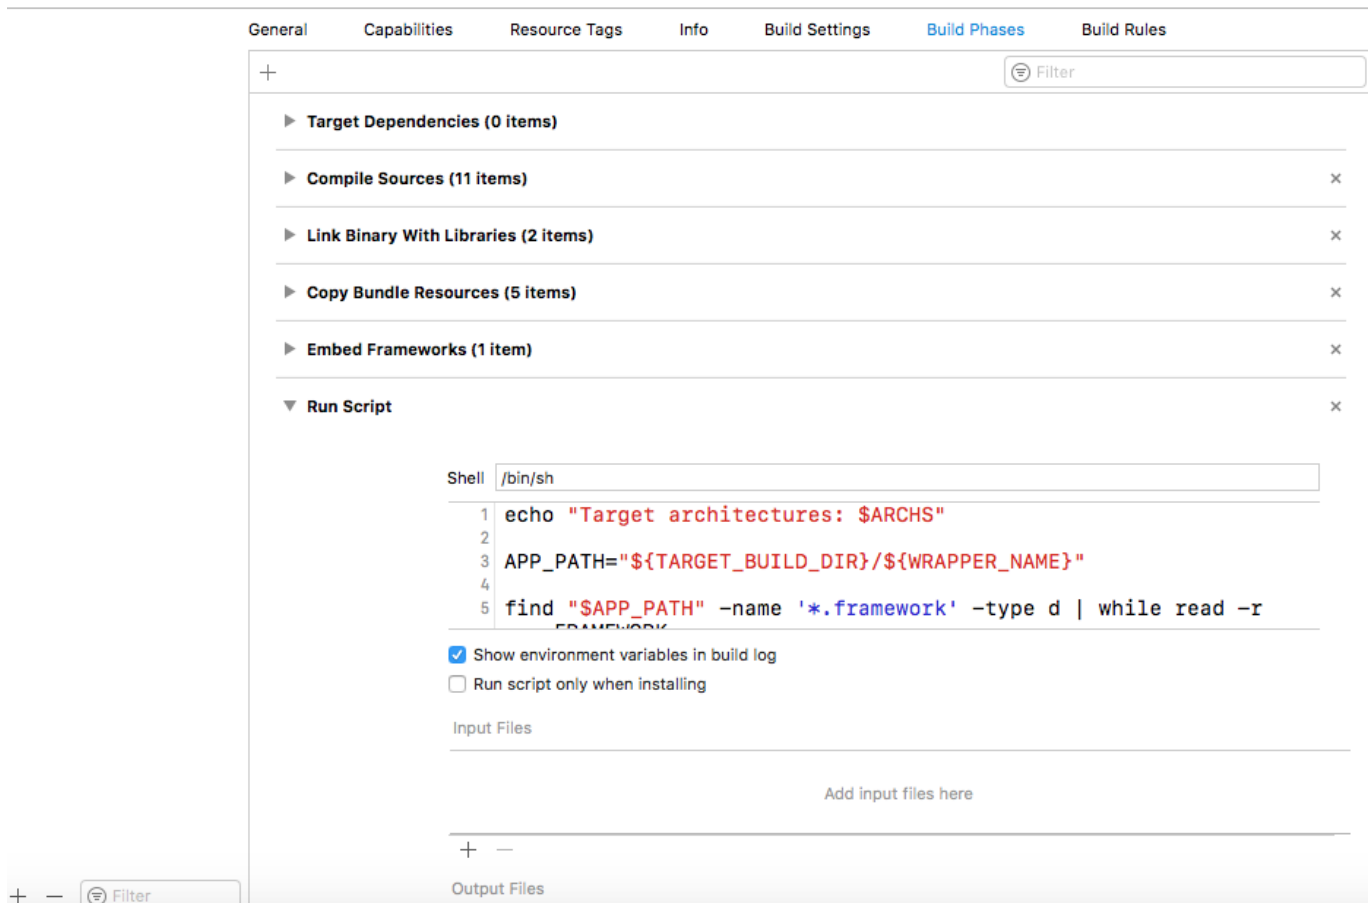 General Capabilities Resource Tags Info Build Settings Build Phases Build Rules
+ Filter
Target Dependencies (0 items)
Compile Sources (11 items) ×
Link Binary With Libraries (2 items) ×
Copy Bundle Resources (5 items) ×
Embed Frameworks (1 item) ×
Run Script ×
Shell /bin/sh
1 echo "Target architectures: $ARCHS"
2
3 APP_PATH="${TARGET_BUILD_DIR}/${WRAPPER_NAME}"
4
5 find "$APP_PATH" -name '*.framework' -type d | while read -r
FRAMEWORK
Show environment variables in build log
Run script only when installing
Input Files
Add input files here
+ −
Output Files
+ − Filter